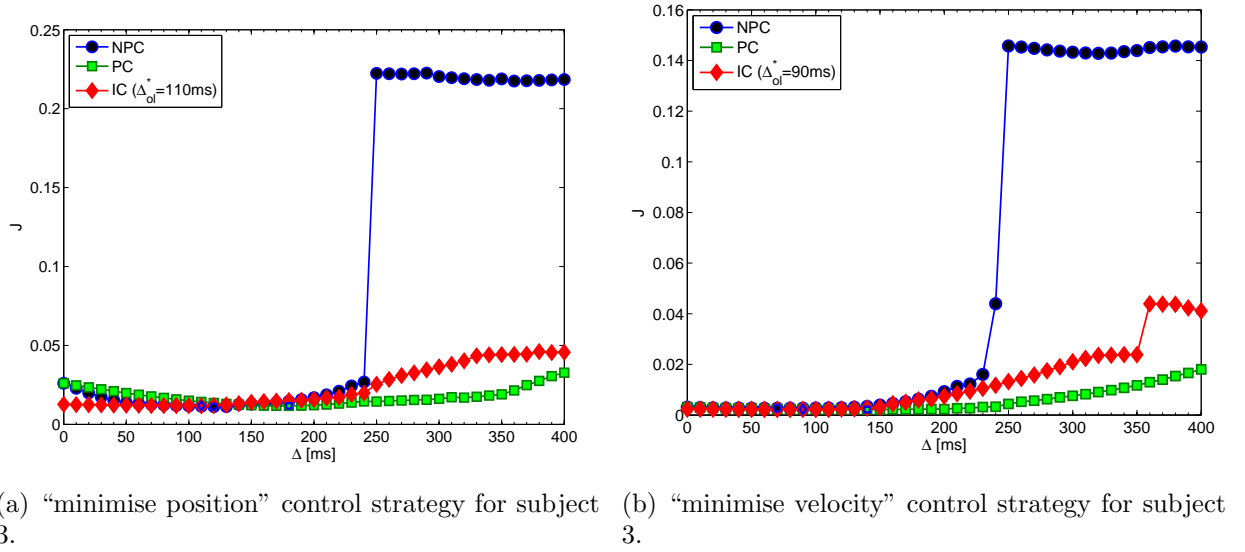 0.25
0.2
0.15
0.1
0.05
0
J
NPC
PC
IC (Δ*ol=110ms)
0 50 100 150 200 250 300 350 400
Δ [ms]
0.16
0.14
0.12
0.1
0.08
0.06
0.04
0.02
0
J
NPC
PC
IC (Δ*ol=90ms)
0 50 100 150 200 250 300 350 400
Δ [ms]
a) “minimise position” control strategy for subject
3.
(b) “minimise velocity” control strategy for subject
3.